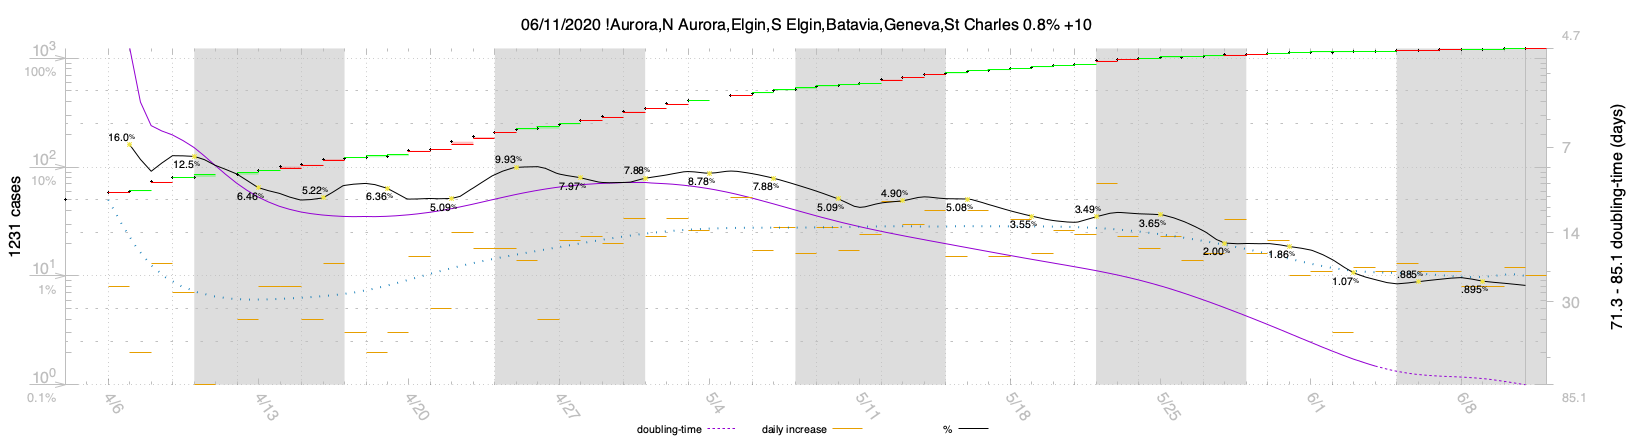 06/11/2020 !Aurora,N Aurora,Elgin,S Elgin,Batavia,Geneva,St Charles 0.8% +10
10³ 4.7
100%
16.0% 12.5% 9.93% 7.88% 7
10²
10%
6.46% 5.22% 6.36% 5.09% 7.97% 8.78% 7.88% 5.09% 4.90% 5.08% 3.55% 3.49% 3.65% 14
2.00% 1.86% 1.07% .885% .895%
10¹
1% 30
10⁰
0.1% 85.1
1231 cases
71.3 - 85.1 doubling-time (days)
4/6 4/13 4/20 4/27 5/4 5/11 5/18 5/25 6/1 6/8
doubling-time daily increase %